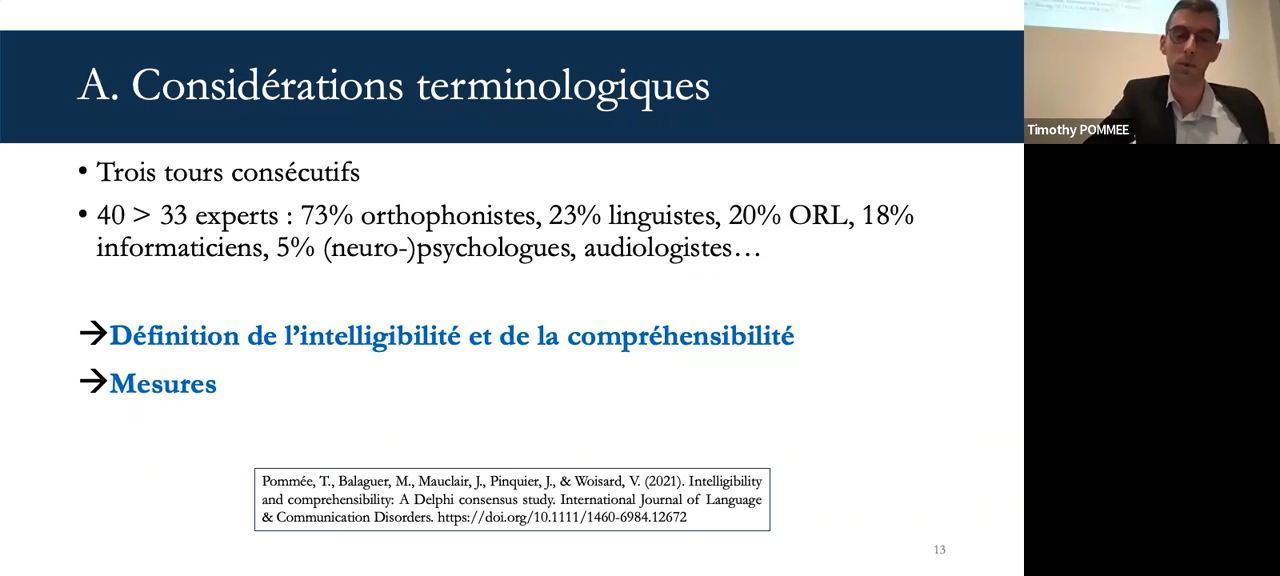 A. Considérations terminologiques
• Trois tours consécutifs
• 40 > 33 experts : 73% orthophonistes, 23% linguistes, 20% ORL, 18%
informaticiens, 5% (neuro-)psychologues, audiologistes…
→Définition de l’intelligibilité et de la compréhensibilité
→Mesures
Pommée, T., Balaguer, M., Mauclair, J., Pinquier, J., & Woisard, V. (2021). Intelligibility
and comprehensibility: A Delphi consensus study. International Journal of Language
& Communication Disorders. https://doi.org/10.1111/1460-6984.12672
13
Timothy POMMEE